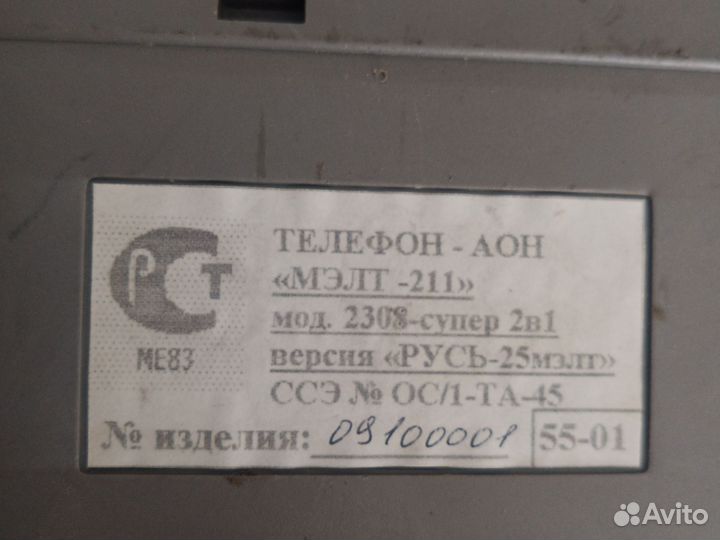 РСТ
МЕ83
ТЕЛЕФОН - АОН
«МЭЛТ -211»
мод. 2308-супер 2в1
версия «РУСЬ-25мэлт»
ССЭ № ОС/1-ТА-45
№ изделия: 09100001
55-01
Avito